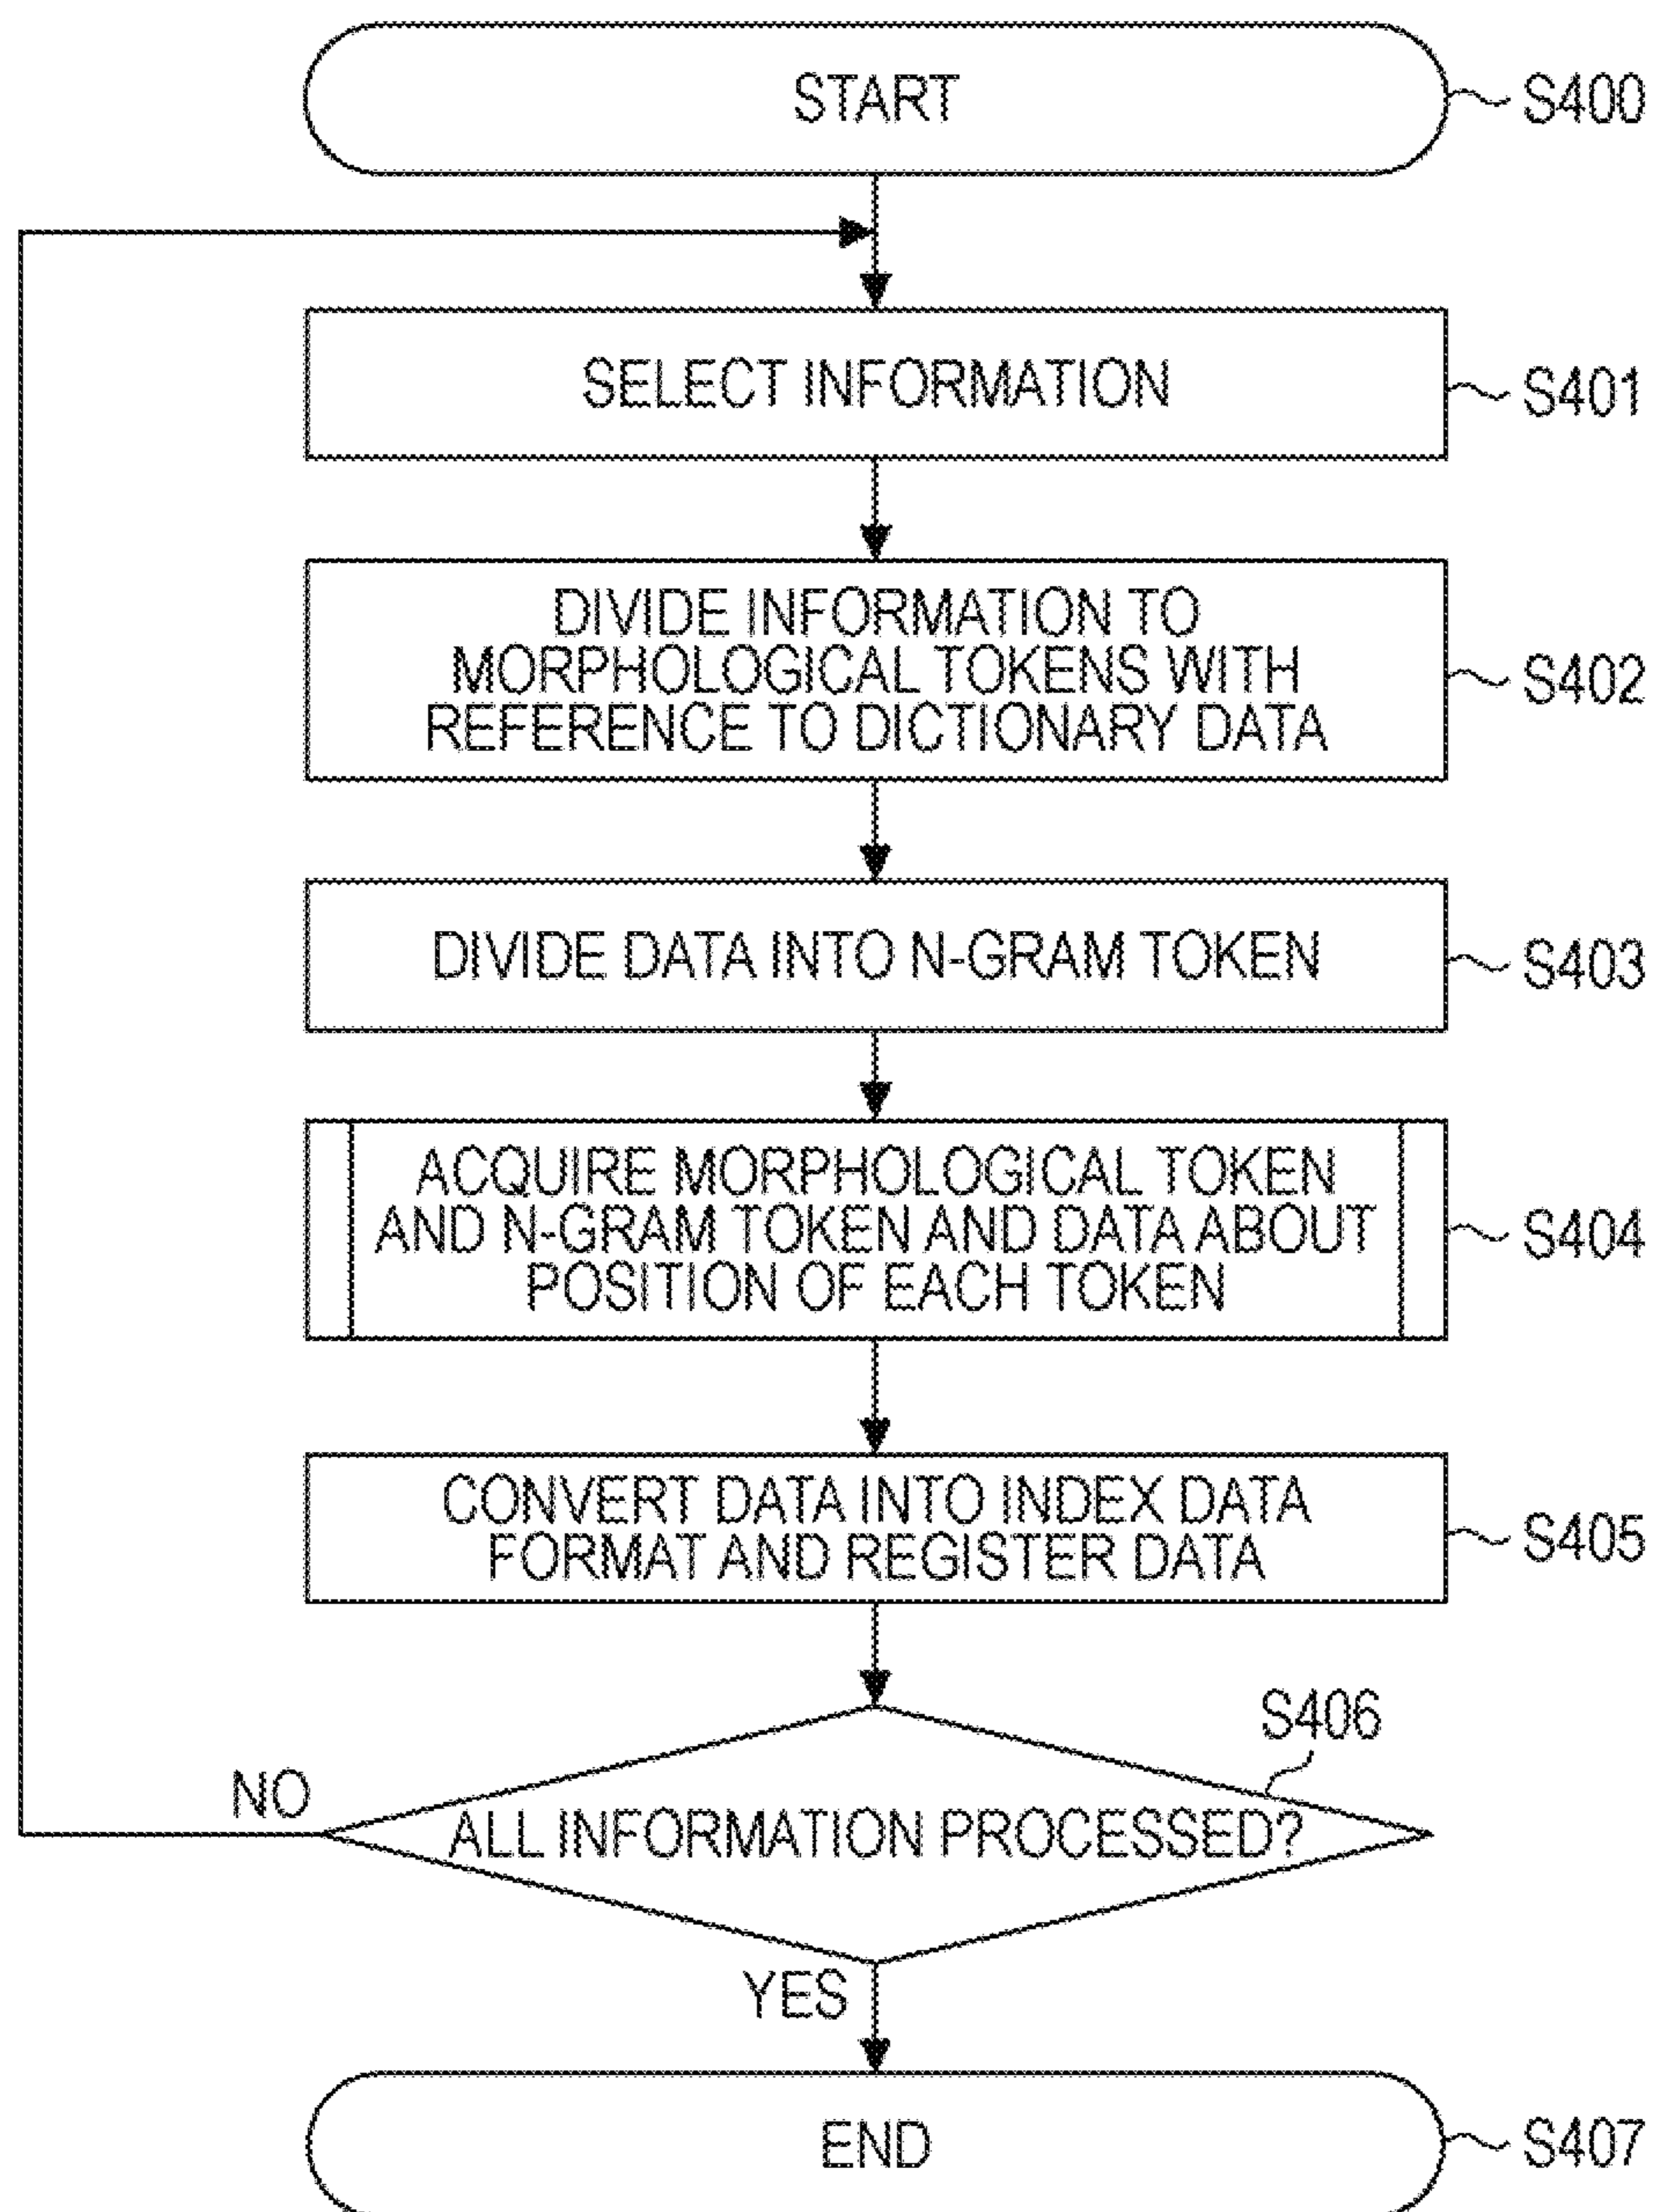 START
S400
SELECT INFORMATION
S401
DIVIDE INFORMATION TO
MORPHOLOGICAL TOKENS WITH
REFERENCE TO DICTIONARY DATA
S402
DIVIDE DATA INTO N-GRAM TOKEN
S403
ACQUIRE MORPHOLOGICAL TOKEN
AND N-GRAM TOKEN AND DATA ABOUT
POSITION OF EACH TOKEN
S404
CONVERT DATA INTO INDEX DATA
FORMAT AND REGISTER DATA
S405
S406
NO
ALL INFORMATION PROCESSED?
YES
END
S407